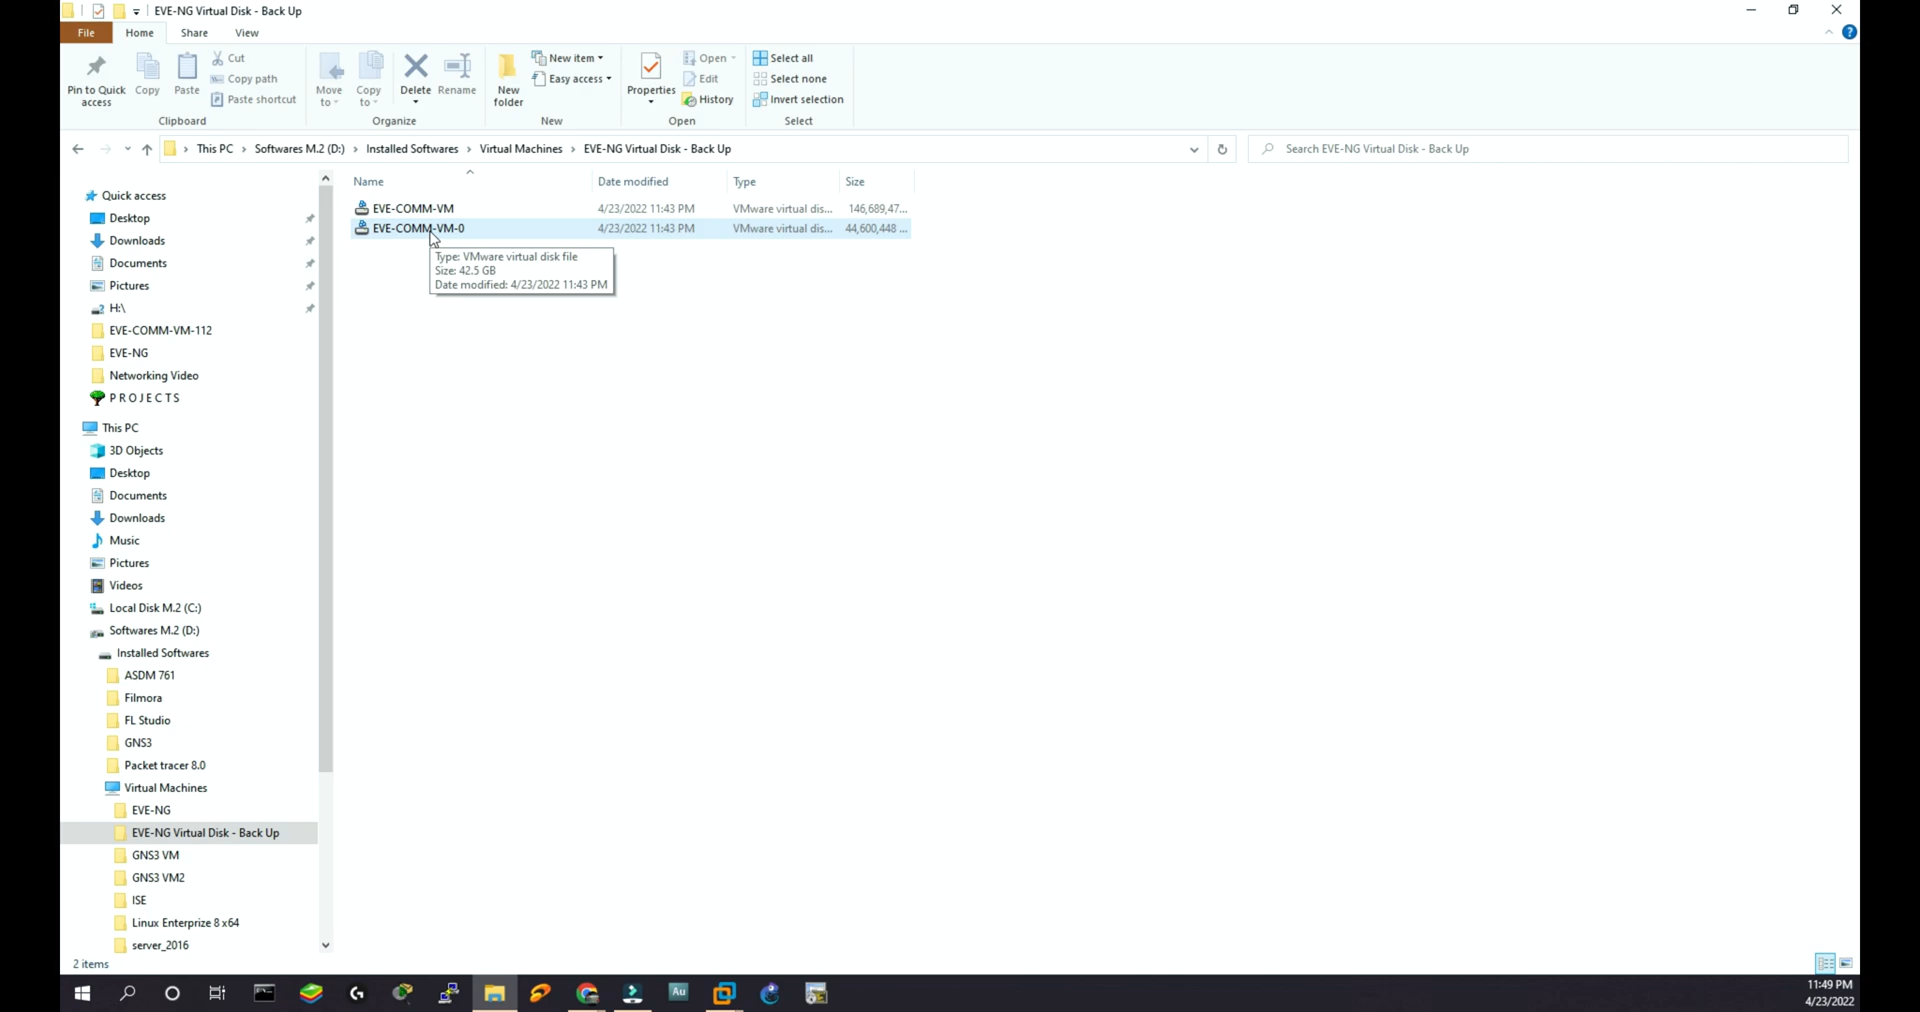 EVE-NG Virtual Disk - Back Up
File
Home
Share
View
Pin to Quick
access
Copy
Paste
Cut
Copy path
Paste shortcut
Clipboard
Move
to
Copy
to
Delete
Rename
Organize
New
folder
New item
Easy access
New
Properties
Open
Edit
History
Open
Select all
Select none
Invert selection
Select
This PC
Softwares M.2 (D:)
Installed Softwares
Virtual Machines
EVE-NG Virtual Disk - Back Up
Search EVE-NG Virtual Disk - Back Up
Name
Date modified
Type
Size
EVE-COMM-VM
4/23/2022 11:43 PM
VMware virtual dis...
146,689,47...
EVE-COMM-VM-0
4/23/2022 11:43 PM
VMware virtual dis...
44,600,448 ...
Type: VMware virtual disk file
Size: 42.5 GB
Date modified: 4/23/2022 11:43 PM
Quick access
Desktop
Downloads
Documents
Pictures
H:\
EVE-COMM-VM-112
EVE-NG
Networking Video
P R O J E C T S
This PC
3D Objects
Desktop
Documents
Downloads
Music
Pictures
Videos
Local Disk M.2 (C:)
Softwares M.2 (D:)
Installed Softwares
ASDM 761
Filmora
FL Studio
GNS3
Packet tracer 8.0
Virtual Machines
EVE-NG
EVE-NG Virtual Disk - Back Up
GNS3 VM
GNS3 VM2
ISE
Linux Enterprize 8 x64
server_2016
2 items
Au
11:49 PM
4/23/2022